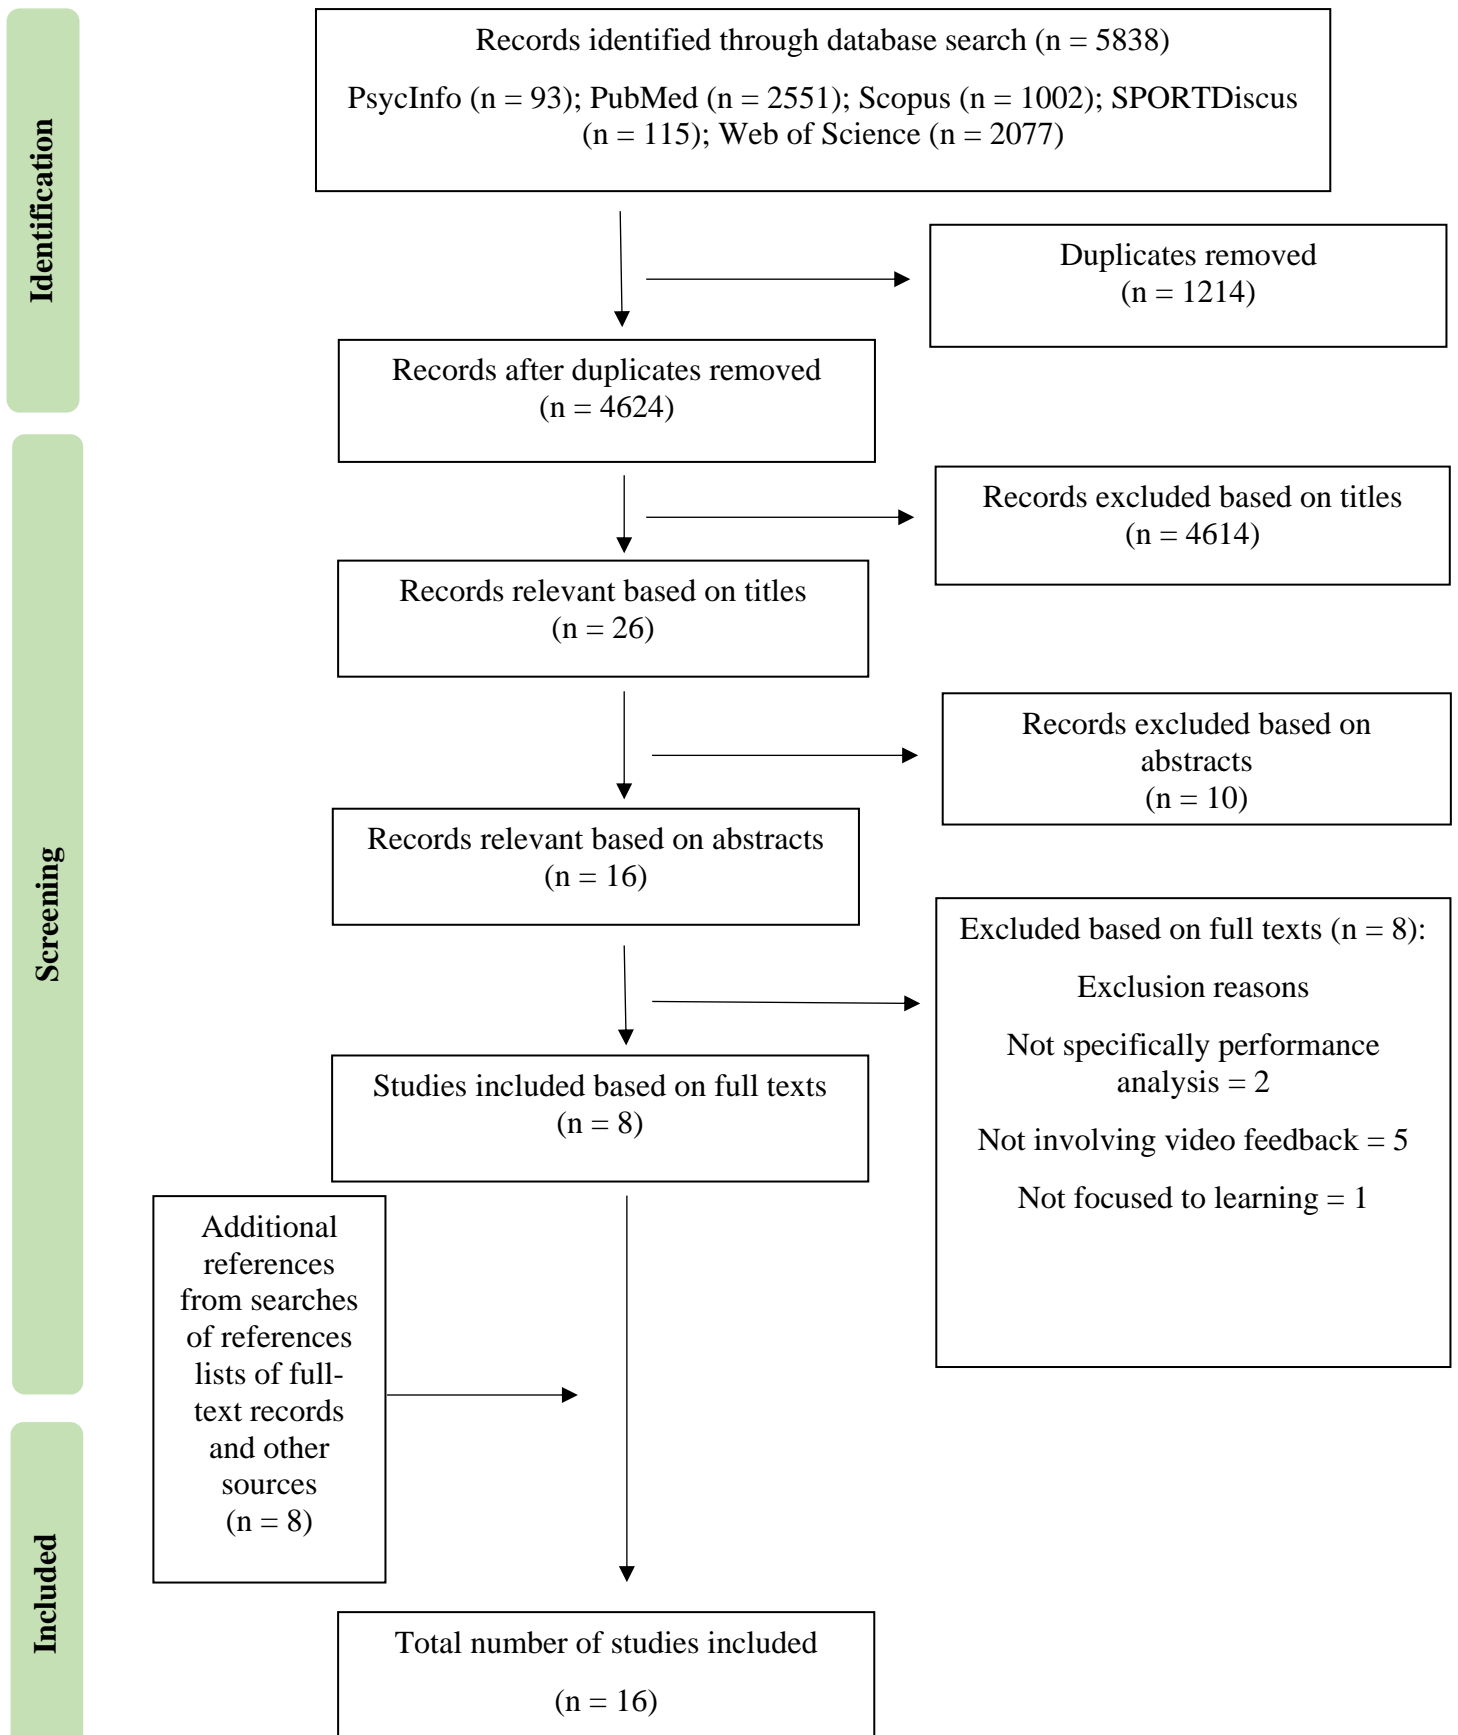 Identification
Records identified through database search (n = 5838)
PsycInfo (n = 93); PubMed (n = 2551); Scopus (n = 1002); SPORTDiscus
(n = 115); Web of Science (n = 2077)
Duplicates removed
(n = 1214)
Records after duplicates removed
(n = 4624)
Screening
Records excluded based on titles
(n = 4614)
Records relevant based on titles
(n = 26)
Records excluded based on
abstracts
(n = 10)
Records relevant based on abstracts
(n = 16)
Excluded based on full texts (n = 8):
Exclusion reasons
Not specifically performance
analysis = 2
Not involving video feedback = 5
Not focused to learning = 1
Studies included based on full texts
(n = 8)
Additional
references
from searches
of references
lists of full-
text records
and other
sources
(n = 8)
Included
Total number of studies included
(n = 16)